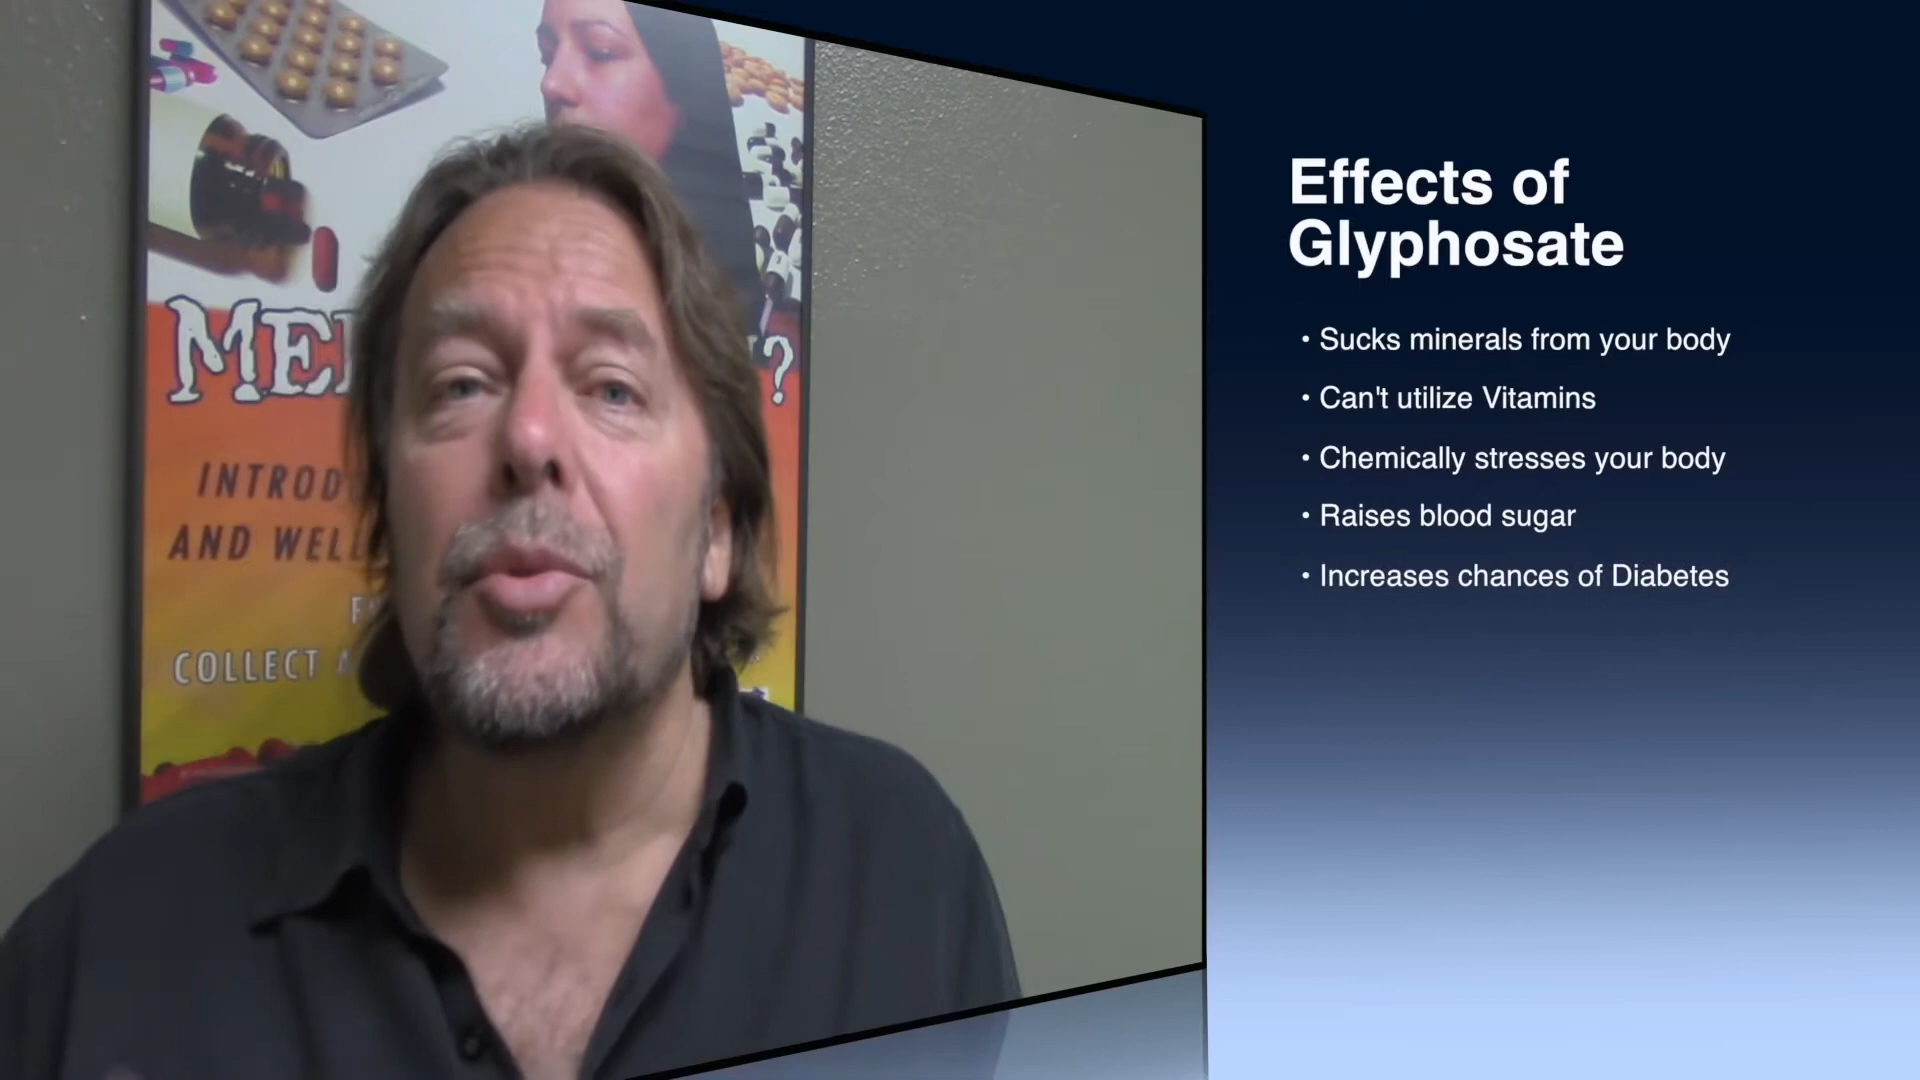 ?
INTROD
AND WELL
COLLECT
Effects of
Glyphosate
• Sucks minerals from your body
• Can't utilize Vitamins
• Chemically stresses your body
• Raises blood sugar
• Increases chances of Diabetes